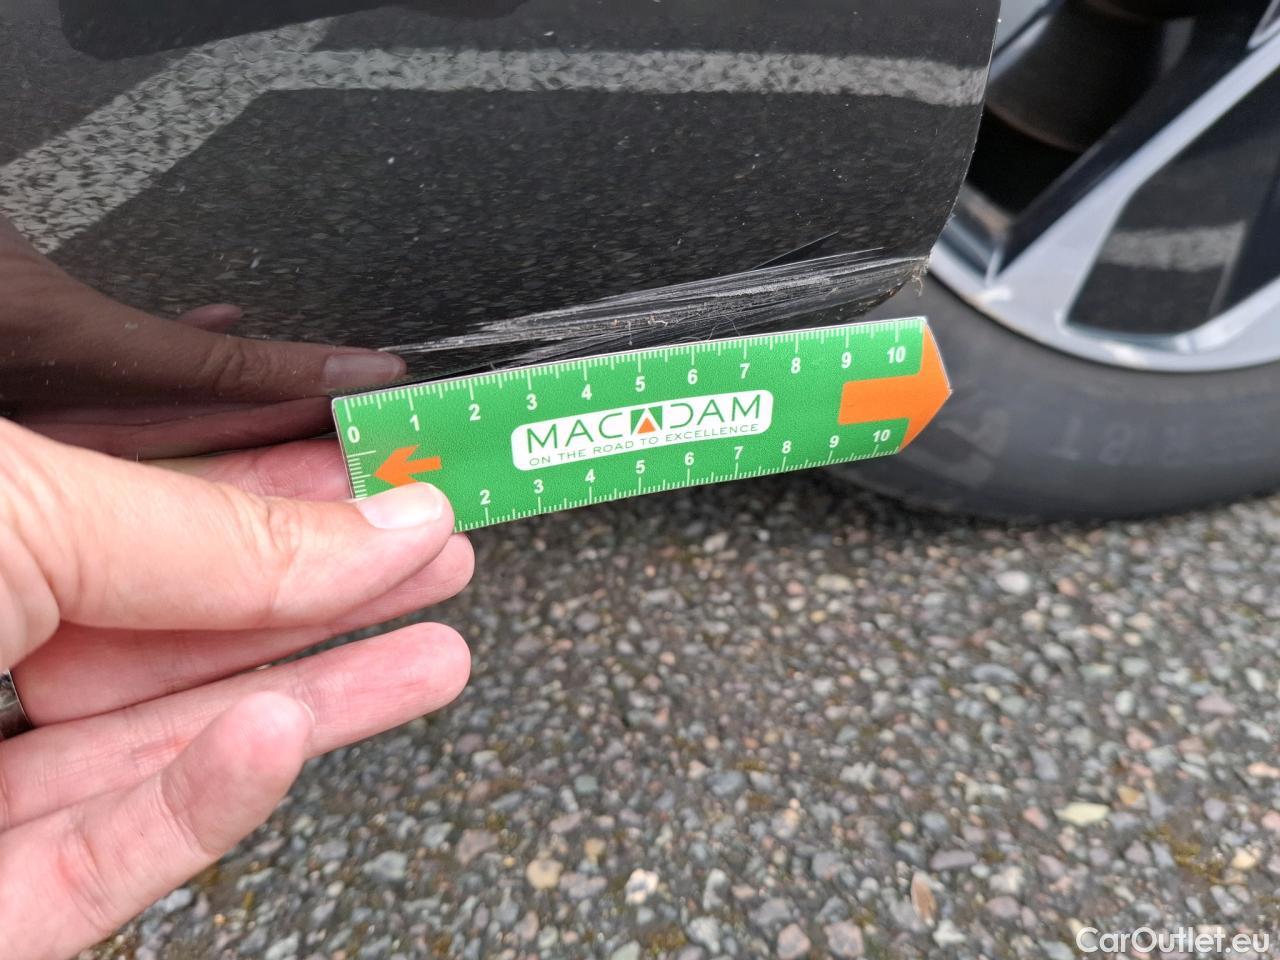 0 1 2 3 4 5 6 7 8 9 10
MACADAM
ON THE ROAD TO EXCELLENCE
2 3 4 5 6 7 8 9 10
CarOutlet.eu